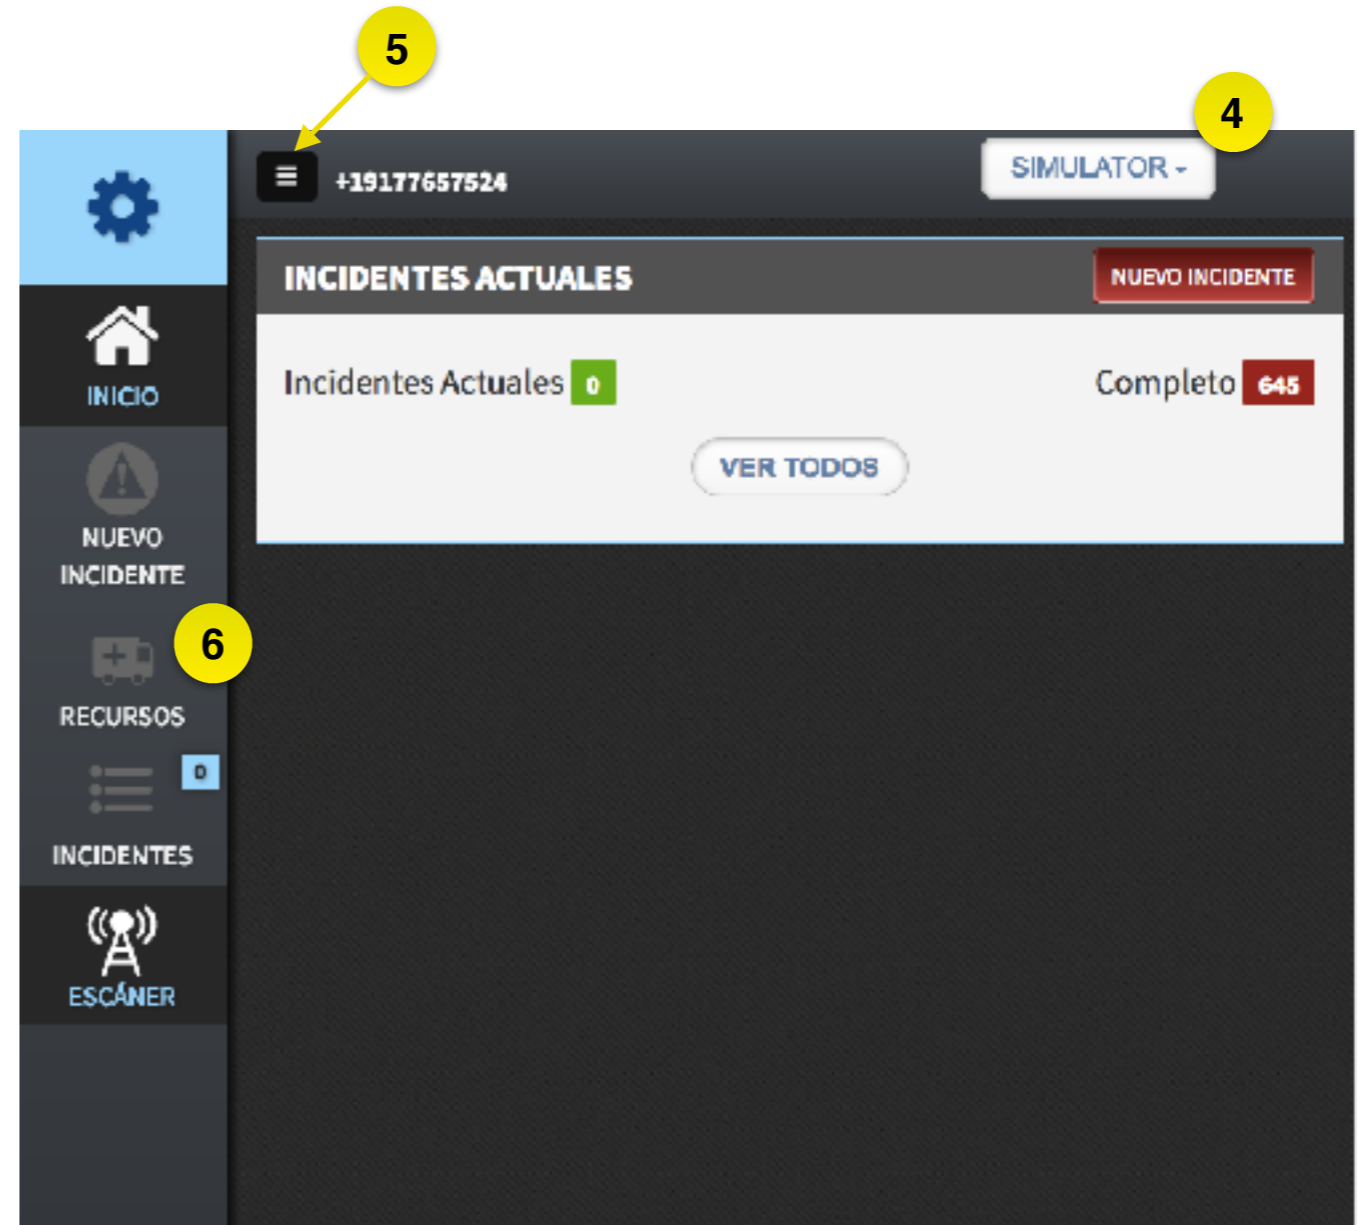 5
4
SIMULATOR
+19177657524
INCIDENTES ACTUALES
NUEVO INCIDENTE
INICIO
Incidentes Actuales 0
Completo 645
VER TODOS
NUEVO
INCIDENTE
6
RECURSOS
0
INCIDENTES
ESCÁNER